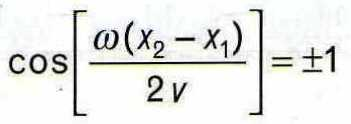 cos[ω(x₂ − x₁) / 2v] = ±1